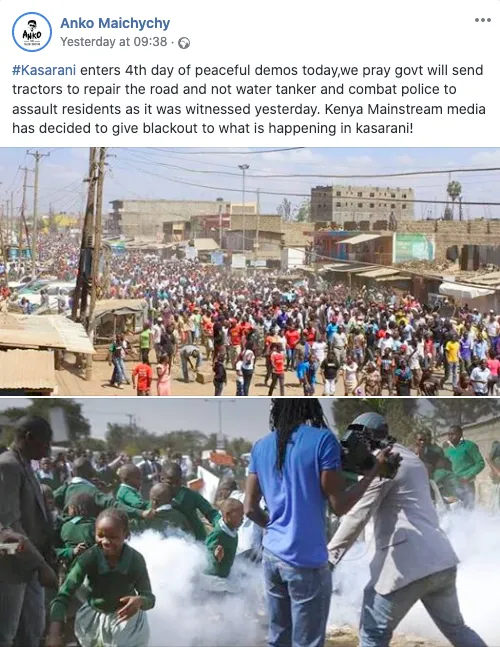 Anko Maichychy
Yesterday at 09:38 ·
#Kasarani enters 4th day of peaceful demos today,we pray govt will send
tractors to repair the road and not water tanker and combat police to
assault residents as it was witnessed yesterday. Kenya Mainstream media
has decided to give blackout to what is happening in kasarani!
ANKO